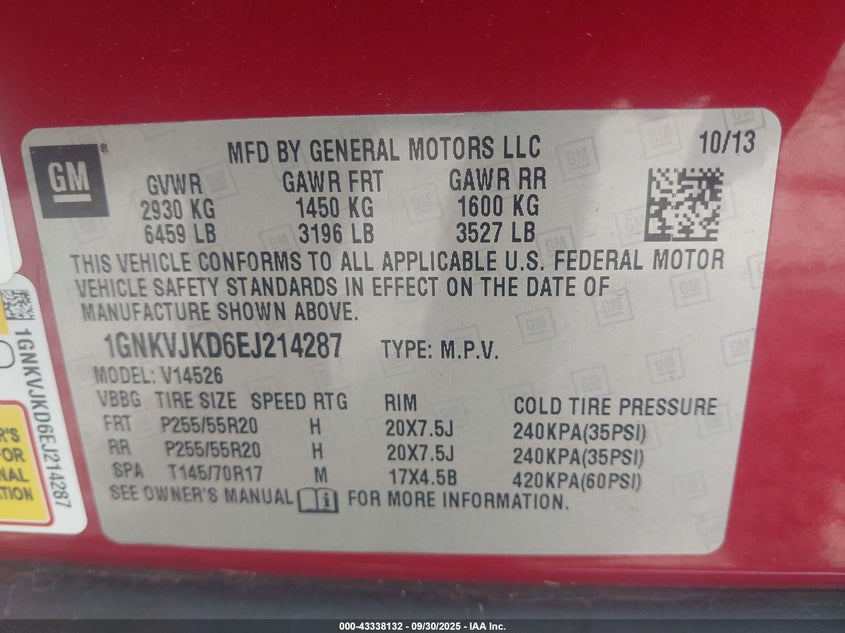 GM ®
MFD BY GENERAL MOTORS LLC
10/13
GVWR GAWR FRT GAWR RR
2930 KG 1450 KG 1600 KG
6459 LB 3196 LB 3527 LB
THIS VEHICLE CONFORMS TO ALL APPLICABLE U.S. FEDERAL MOTOR
VEHICLE SAFETY STANDARDS IN EFFECT ON THE DATE OF
MANUFACTURE SHOWN ABOVE.
1GNKVJKD6EJ214287 TYPE: M.P.V.
MODEL: V14526
VBBG TIRE SIZE SPEED RTG RIM COLD TIRE PRESSURE
FRT P255/55R20 H 20X7.5J 240KPA(35PSI)
RR P255/55R20 H 20X7.5J 240KPA(35PSI)
SPA T145/70R17 M 17X4.5B 420KPA(60PSI)
SEE OWNER'S MANUAL i FOR MORE INFORMATION.
1GNKVJKD6EJ214287
FOR
000-43338132 - 09/30/2025 - IAA Inc.